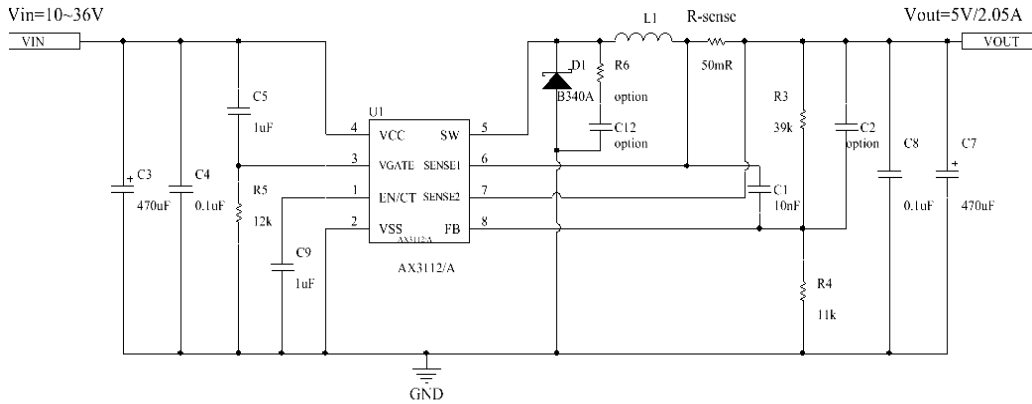 Vin=10~36V
VIN
L1
R-sense
Vout=5V/2.05A
VOUT
50mR
D1
B340A
R6
option
C12
option
R3
39k
C2
option
C8
0.1uF
C7
+
470uF
C5
1uF
U1
4
VCC
SW
5
3
VGATE
SENSE1
6
1
EN/CT
SENSE2
7
2
VSS
FB
8
AX3112/A
AX3112/A
C3
+
470uF
C4
0.1uF
R5
12k
C9
1uF
C1
10nF
R4
11k
GND